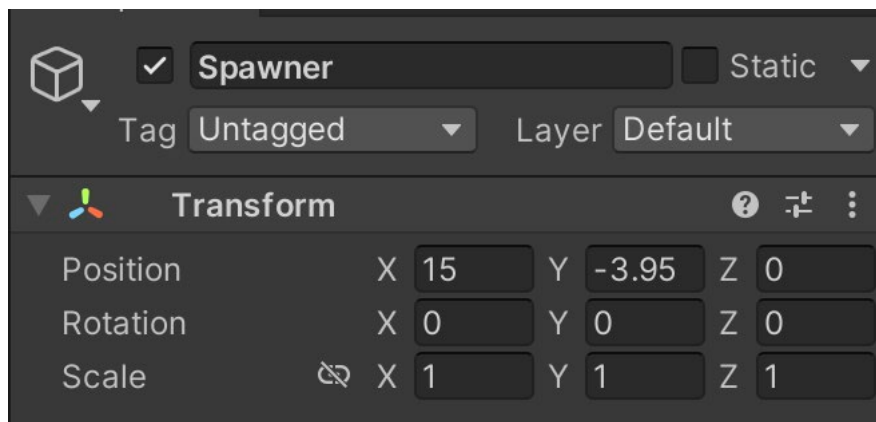 Spawner Static
Tag Untagged Layer Default
Transform
Position X 15 Y -3.95 Z 0
Rotation X 0 Y 0 Z 0
Scale X 1 Y 1 Z 1